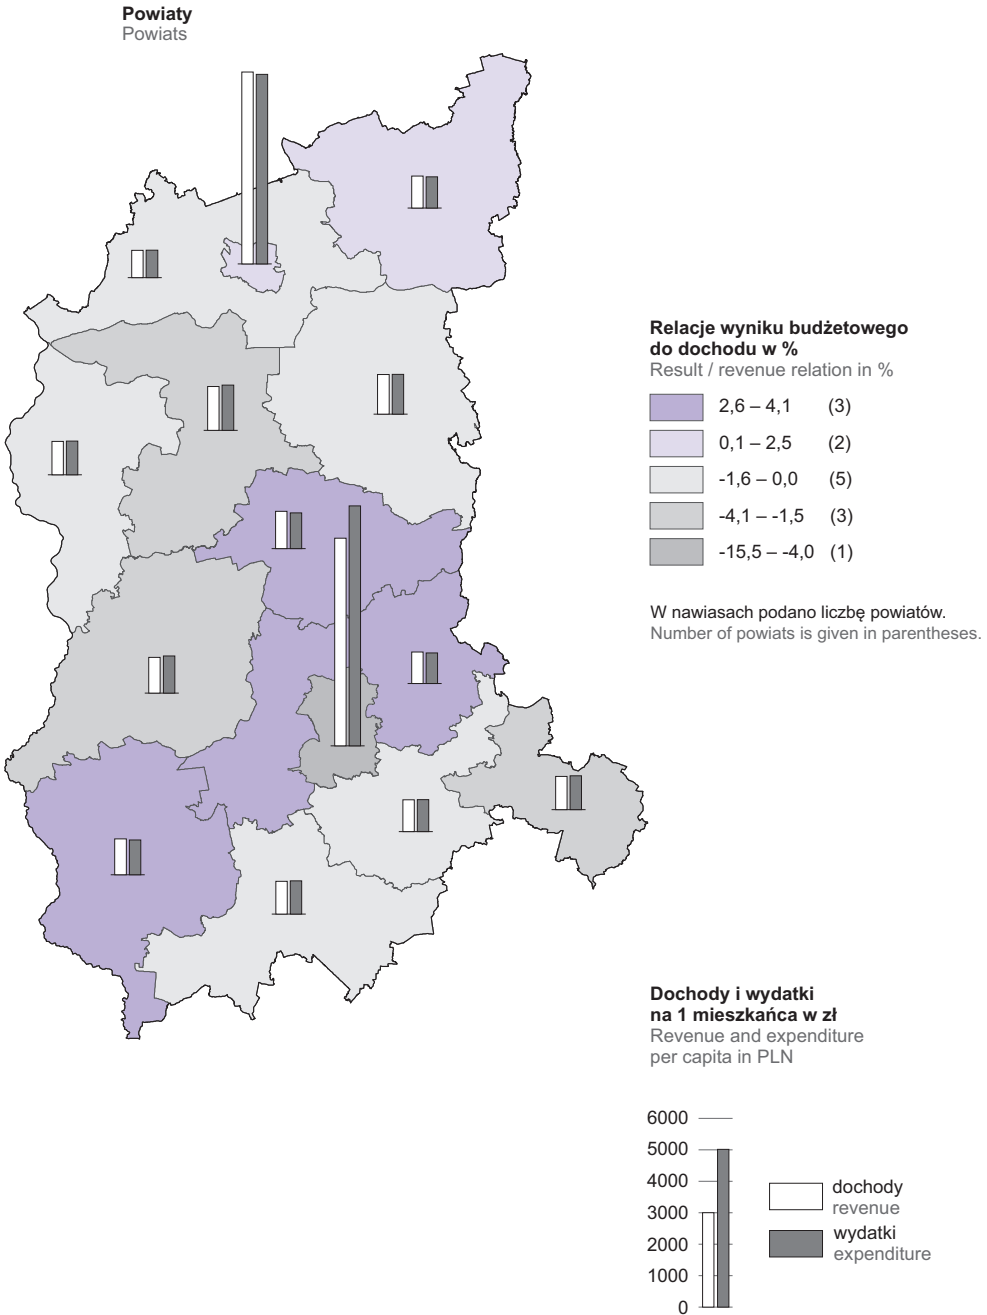 Powiaty
Powiats
Relacje wyniku budżetowego
do dochodu w %
Result / revenue relation in %
2,6 – 4,1 (3)
0,1 – 2,5 (2)
-1,6 – 0,0 (5)
-4,1 – -1,5 (3)
-15,5 – -4,0 (1)
W nawiasach podano liczbę powiatów.
Number of powiats is given in parentheses.
Dochody i wydatki
na 1 mieszkańca w zł
Revenue and expenditure
per capita in PLN
6000
5000
4000
3000
2000
1000
0
dochody
revenue
wydatki
expenditure